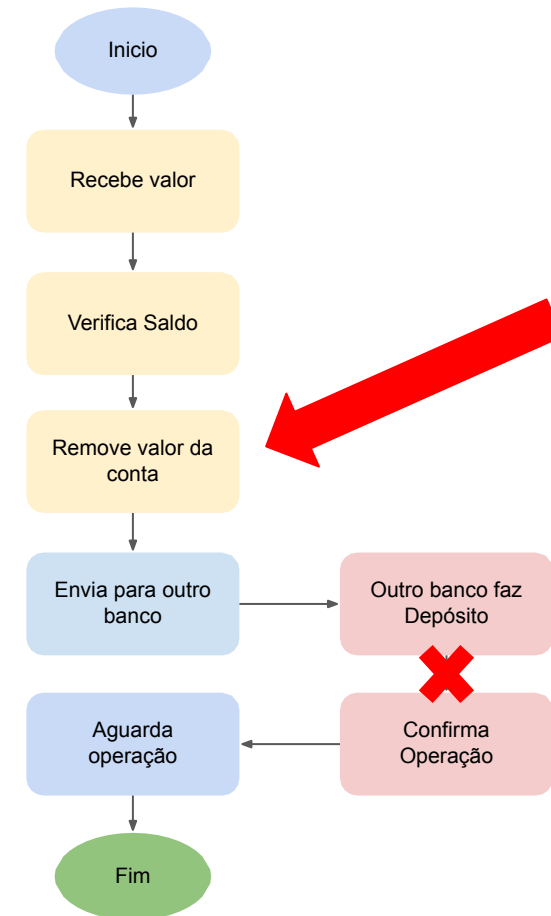 Inicio
Recebe valor
Verifica Saldo
Remove valor da
conta
Envia para outro
banco
Outro banco faz
Depósito
Aguarda
operação
Confirma
Operação
Fim